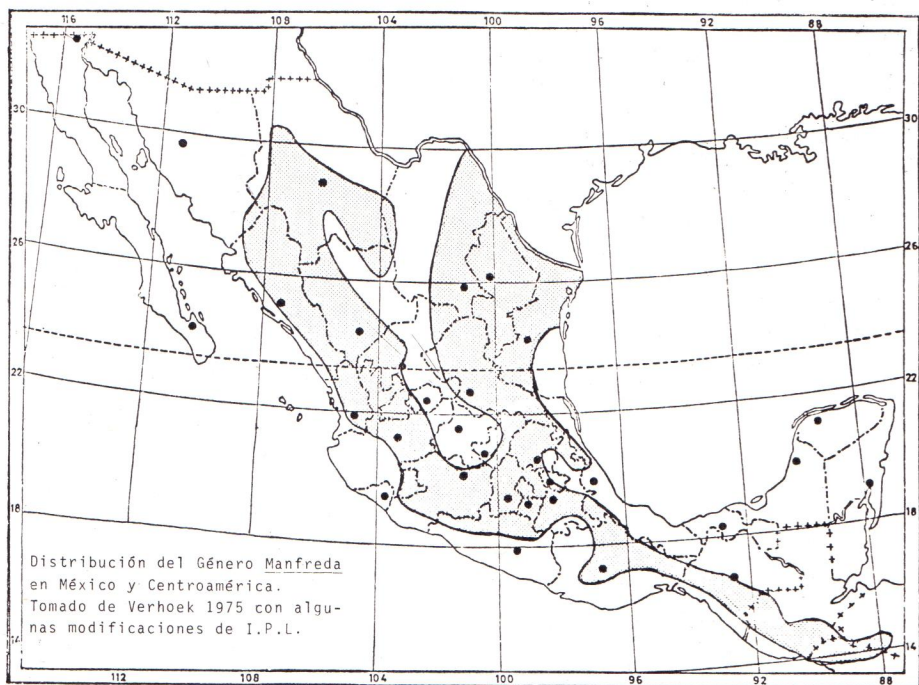 116 112 108 104 100 96 92 88
30 30
26 26
22 22
18 18
14 14
Distribución del Género Manfreda
en México y Centroamérica.
Tomado de Verhoek 1975 con algu-
nas modificaciones de I.P.L.
112 108 104 100 96 92 88